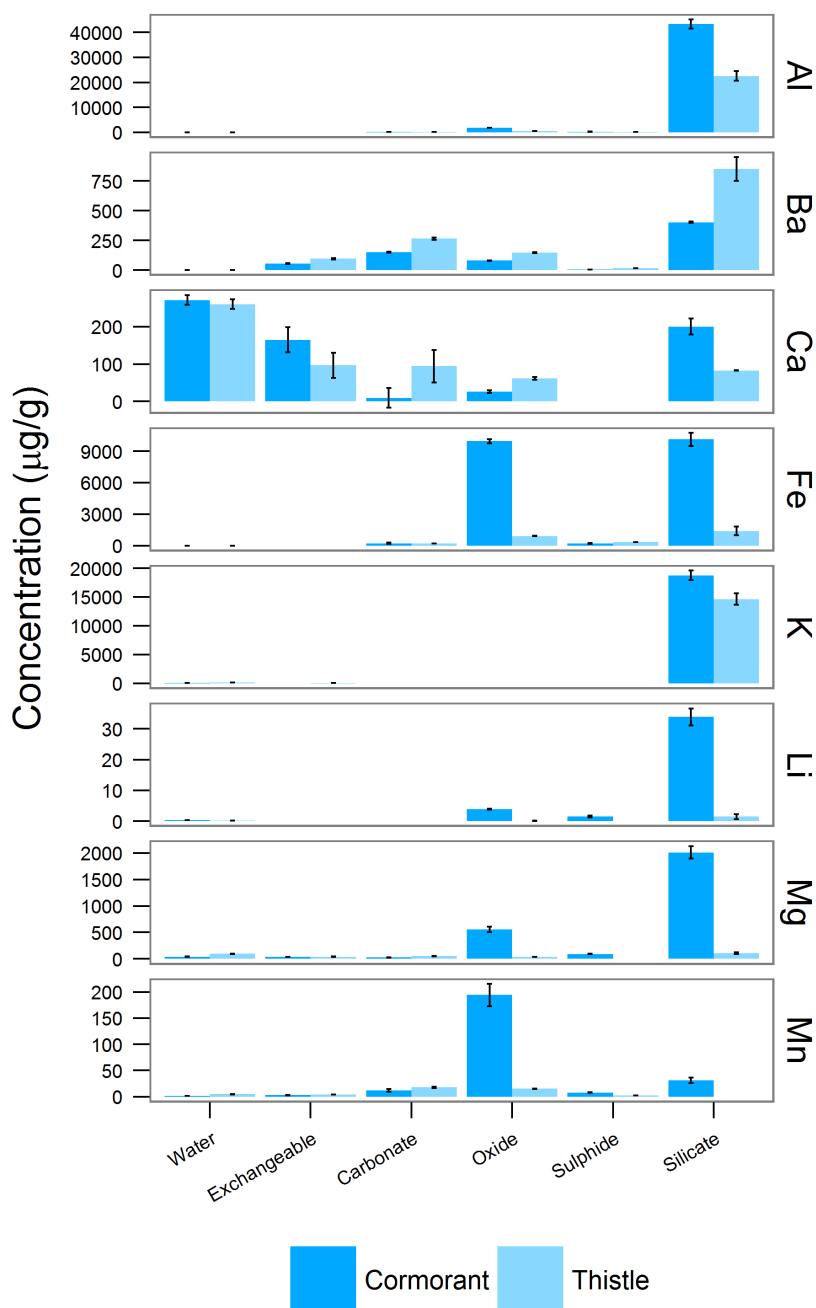 Concentration (µg/g)
40000
30000
20000
10000
0
Al
750
500
250
0
Ba
200
100
0
Ca
9000
6000
3000
0
Fe
20000
15000
10000
5000
0
K
30
20
10
0
Li
2000
1500
1000
500
0
Mg
200
150
100
50
0
Mn
Water
Exchangeable
Carbonate
Oxide
Sulphide
Silicate
Cormorant
Thistle